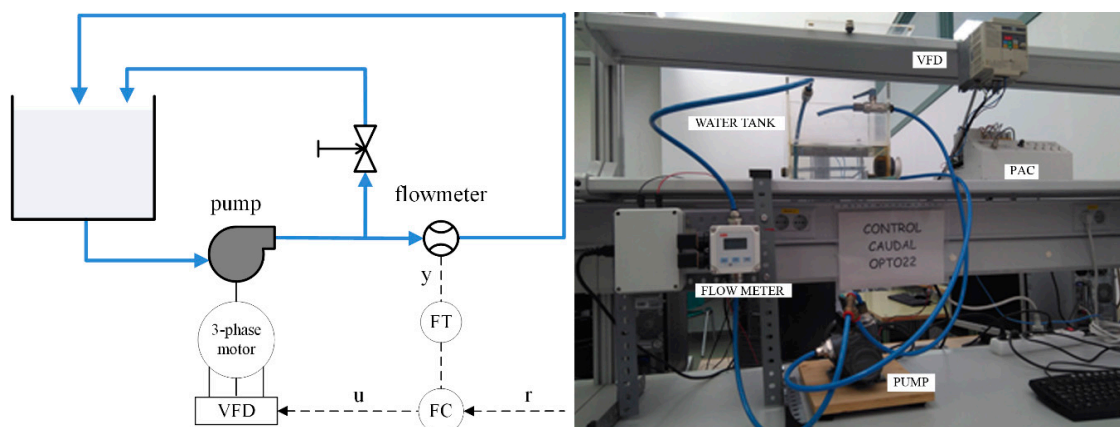 pump
flowmeter
y
3-phase
motor
FT
VFD
u
FC
r
VFD
WATER TANK
PAC
CONTROL
CAUDAL
OPTO22
FLOW METER
PUMP